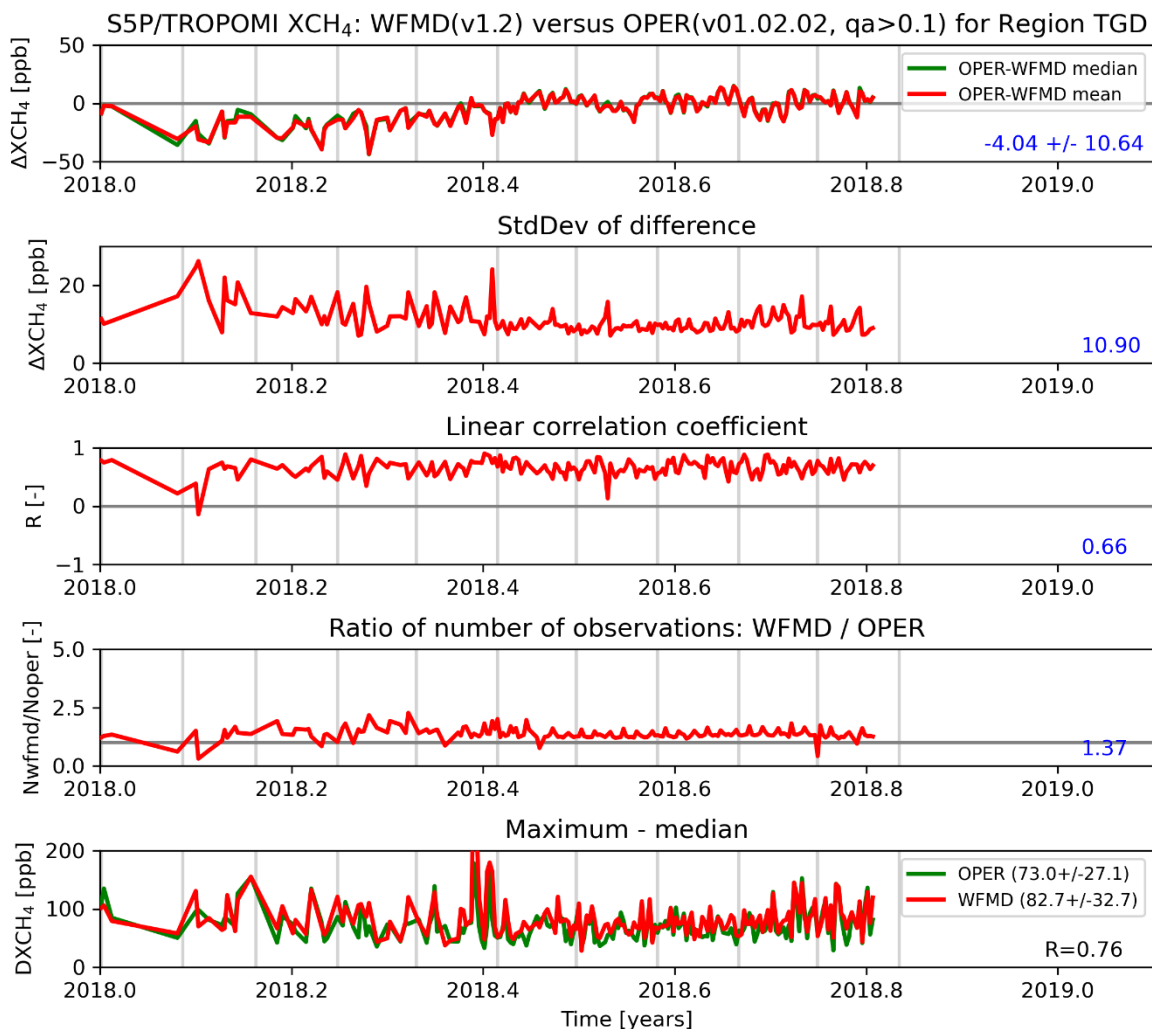 S5P/TROPOMI XCH₄: WFMD(v1.2) versus OPER(v01.02.02, qa>0.1) for Region TGD
ΔXCH₄ [ppb]
50
0
−50
OPER-WFMD median
OPER-WFMD mean
-4.04 +/- 10.64
2018.0 2018.2 2018.4 2018.6 2018.8 2019.0
StdDev of difference
ΔXCH₄ [ppb]
20
0
10.90
2018.0 2018.2 2018.4 2018.6 2018.8 2019.0
Linear correlation coefficient
R [-]
1
0
−1
0.66
2018.0 2018.2 2018.4 2018.6 2018.8 2019.0
Ratio of number of observations: WFMD / OPER
Nwfmd/Noper [-]
5.0
2.5
0.0
1.37
2018.0 2018.2 2018.4 2018.6 2018.8 2019.0
Maximum - median
DXCH₄ [ppb]
200
100
0
OPER (73.0+/-27.1)
WFMD (82.7+/-32.7)
R=0.76
2018.0 2018.2 2018.4 2018.6 2018.8 2019.0
Time [years]